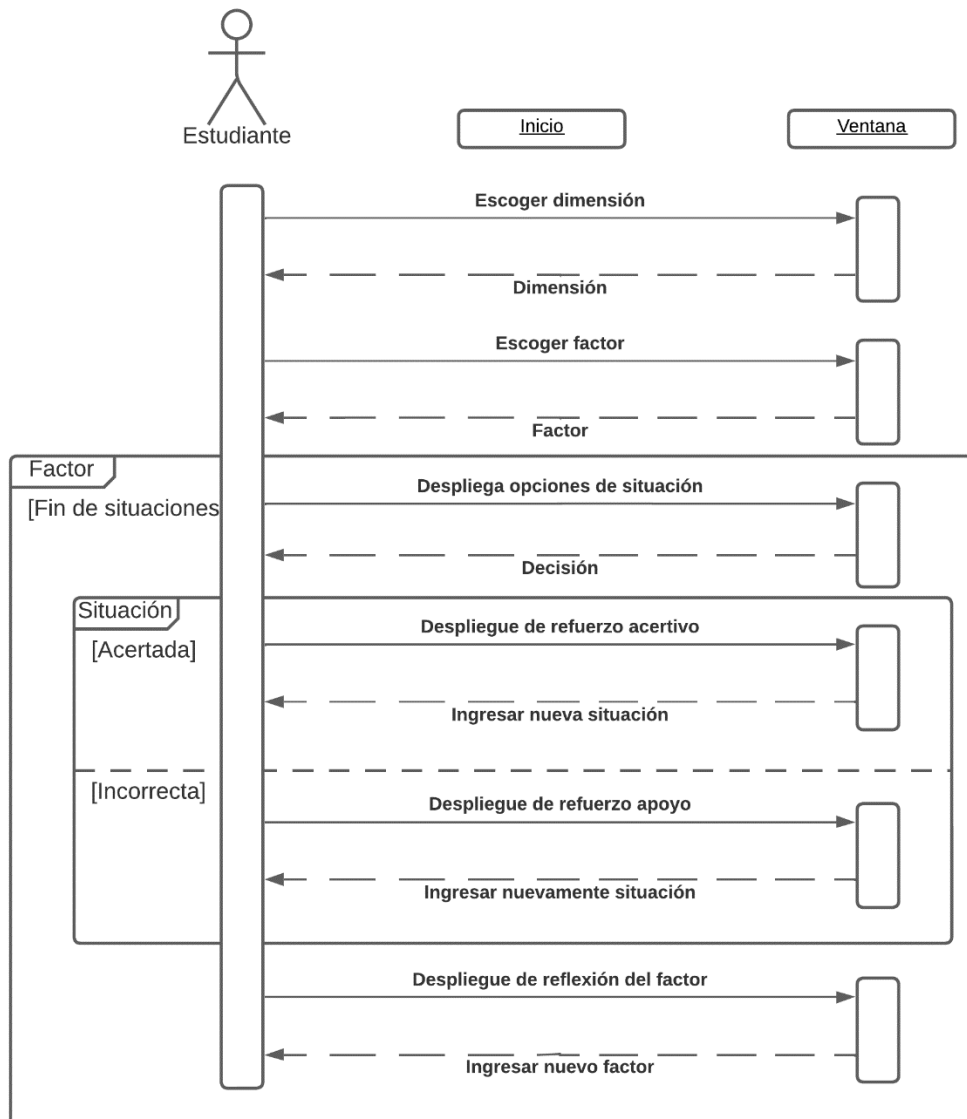 Estudiante
Inicio
Ventana
Escoger dimensión
Dimensión
Escoger factor
Factor
Factor
[Fin de situaciones
Despliega opciones de situación
Decisión
Situación
[Acertada]
Despliegue de refuerzo acertivo
Ingresar nueva situación
[Incorrecta]
Despliegue de refuerzo apoyo
Ingresar nuevamente situación
Despliegue de reflexión del factor
Ingresar nuevo factor